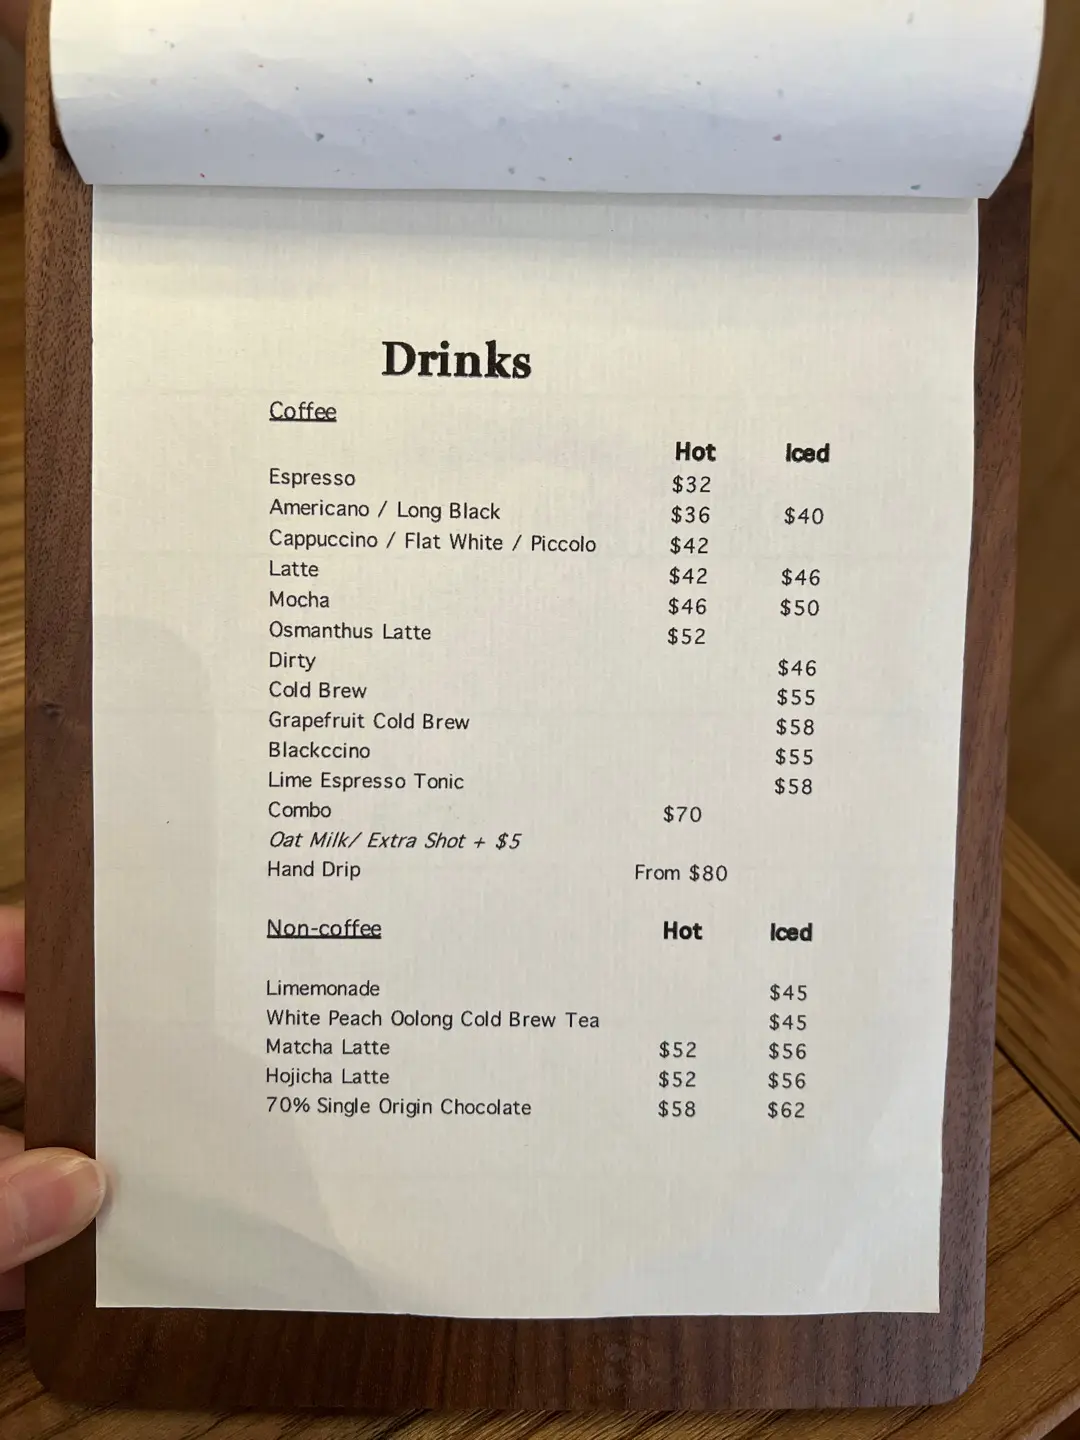 Drinks
Coffee
Hot Iced
Espresso $32
Americano / Long Black $36 $40
Cappuccino / Flat White / Piccolo $42
Latte $42 $46
Mocha $46 $50
Osmanthus Latte $52
Dirty $46
Cold Brew $55
Grapefruit Cold Brew $58
Blackccino $55
Lime Espresso Tonic $58
Combo $70
Oat Milk/ Extra Shot + $5
Hand Drip From $80
Non-coffee Hot Iced
Limemonade $45
White Peach Oolong Cold Brew Tea $45
Matcha Latte $52 $56
Hojicha Latte $52 $56
70% Single Origin Chocolate $58 $62